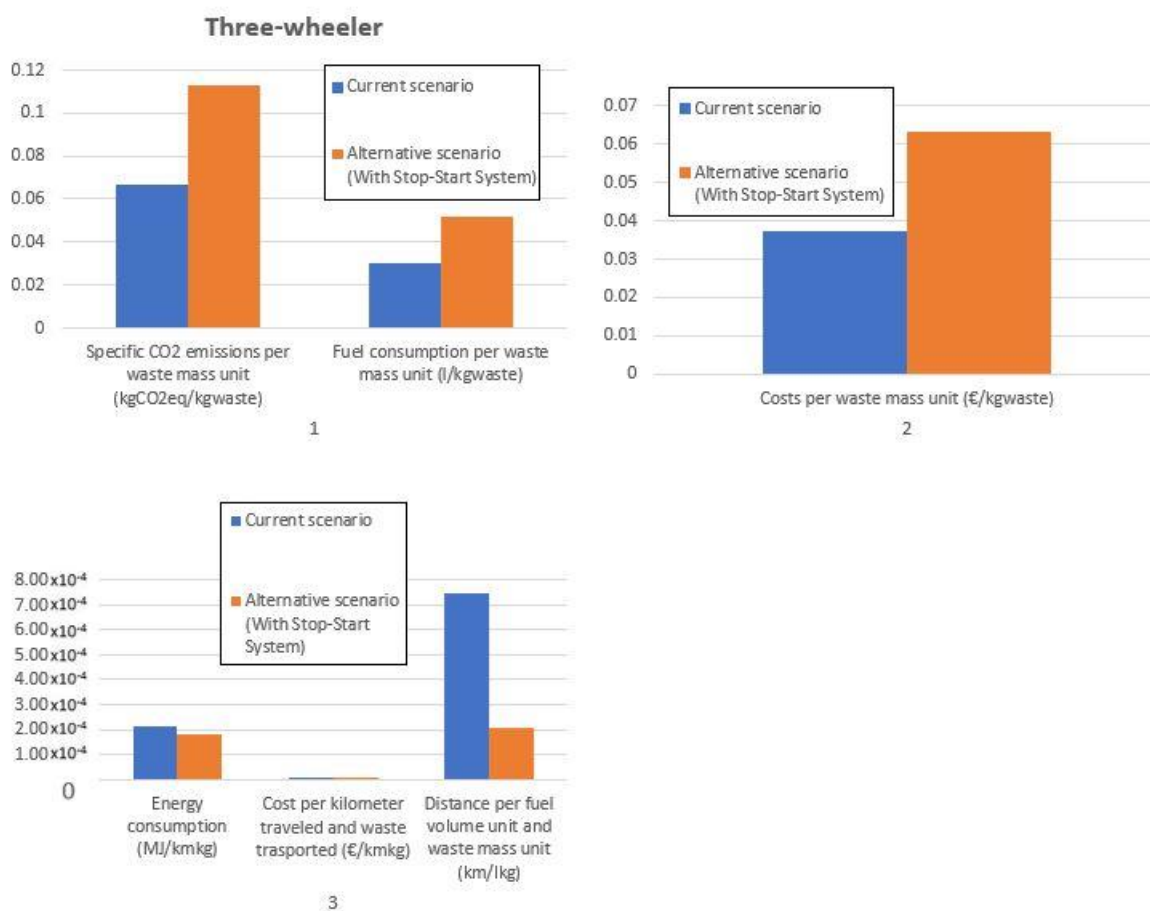 Three-wheeler
0.12
0.1
0.08
0.06
0.04
0.02
0
Current scenario
Alternative scenario
(With Stop-Start System)
Specific CO2 emissions per
waste mass unit
(kgCO2eq/kgwaste)
Fuel consumption per waste
mass unit (l/kgwaste)
1
0.07
0.06
0.05
0.04
0.03
0.02
0.01
0
Current scenario
Alternative scenario
(With Stop-Start System)
Costs per waste mass unit (€/kgwaste)
2
8.00x10⁻⁴
7.00x10⁻⁴
6.00x10⁻⁴
5.00x10⁻⁴
4.00x10⁻⁴
3.00x10⁻⁴
2.00x10⁻⁴
1.00x10⁻⁴
0
Current scenario
Alternative scenario
(With Stop-Start
System)
Energy
consumption
(MJ/kmkg)
Cost per kilometer
traveled and waste
trasported (€/kmkg)
Distance per fuel
volume unit and
waste mass unit
(km/lkg)
3